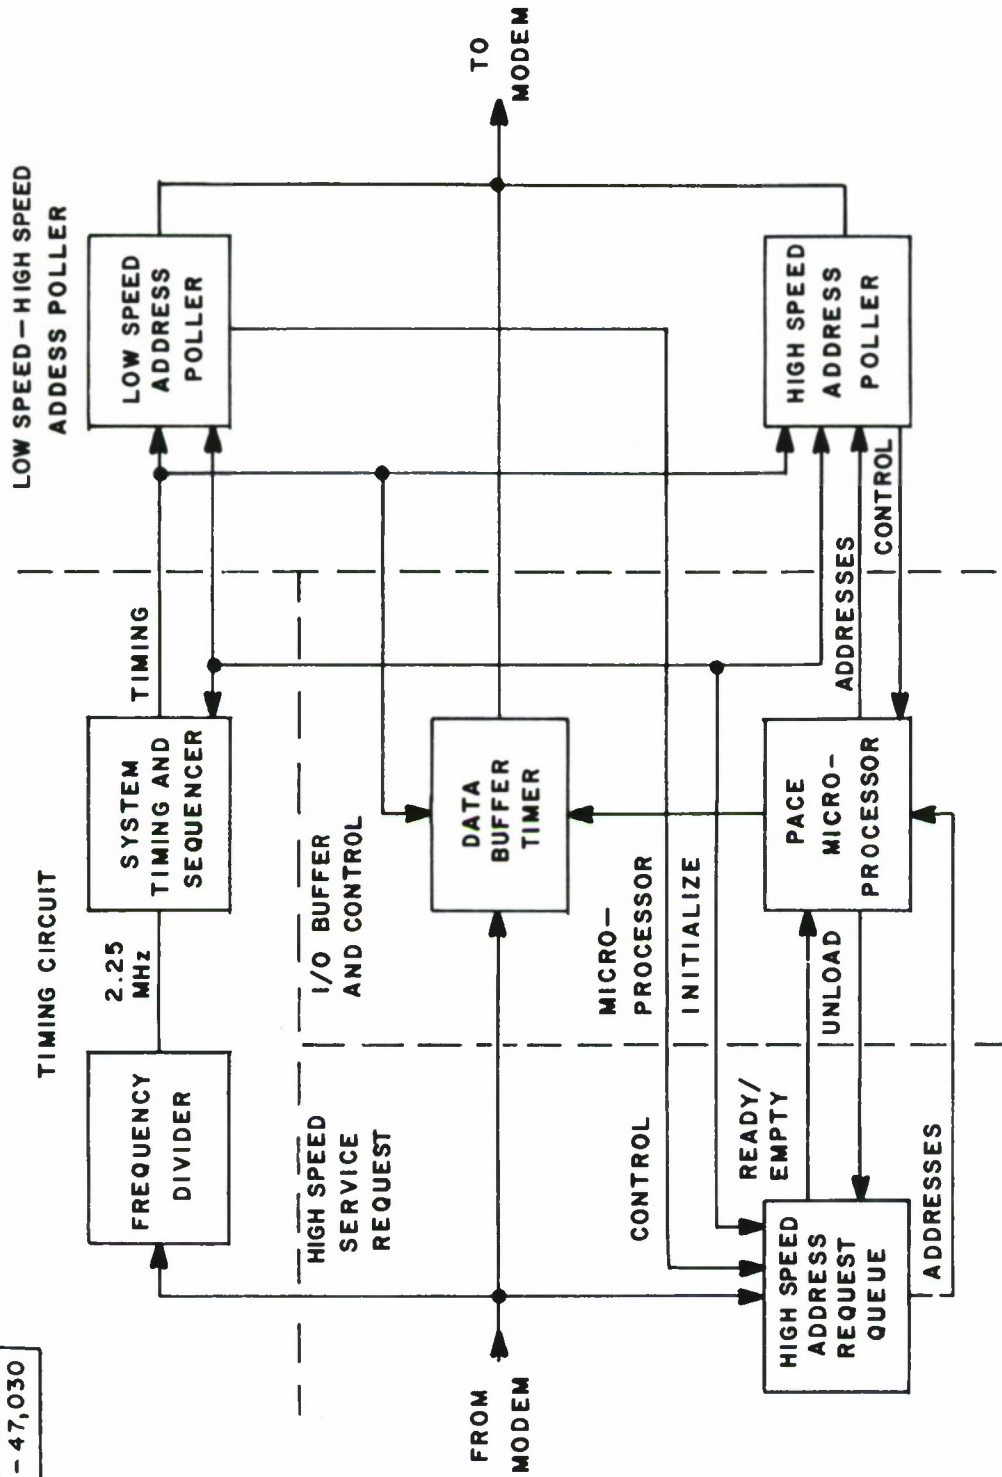 - 47,030
TIMING CIRCUIT
LOW SPEED–HIGH SPEED
ADDESS POLLER
FREQUENCY
DIVIDER
2.25
MHz
SYSTEM
TIMING AND
SEQUENCER
TIMING
LOW SPEED
ADDRESS
POLLER
HIGH SPEED
SERVICE
REQUEST
I/O BUFFER
AND CONTROL
FROM
MODEM
DATA
BUFFER
TIMER
TO
MODEM
CONTROL
MICRO–
PROCESSOR
INITIALIZE
READY/
EMPTY
UNLOAD
HIGH SPEED
ADDRESS
REQUEST
QUEUE
ADDRESSES
PACE
MICRO–
PROCESSOR
ADDRESSES
CONTROL
HIGH SPEED
ADDRESS
POLLER